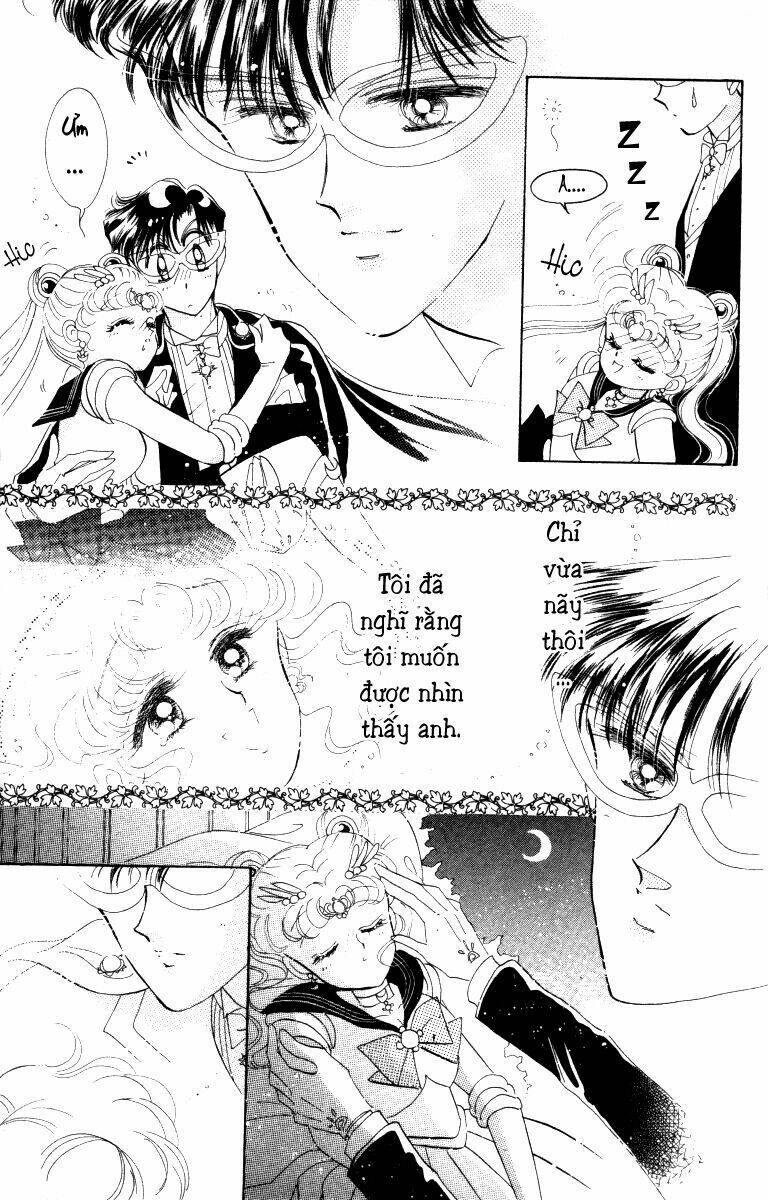 Ưm
...
Hic
Z
Z
Z
A....
Hic
Chỉ
vừa
nãy
thôi
...
Tôi đã
nghĩ rằng
tôi muốn
được nhìn
thấy anh.